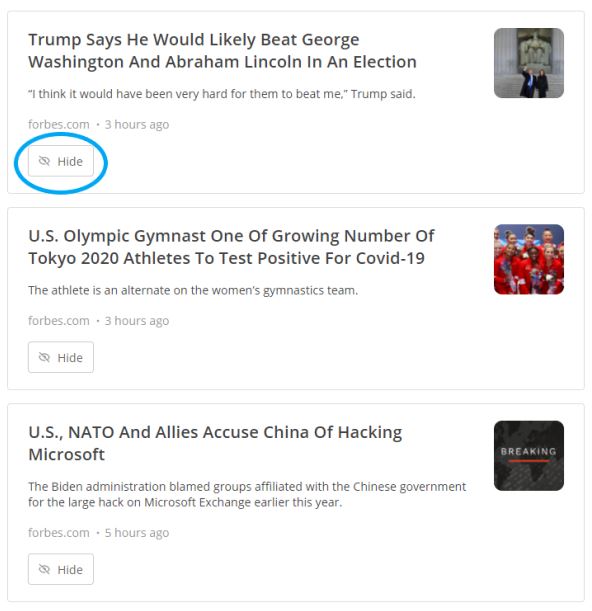 Trump Says He Would Likely Beat George
Washington And Abraham Lincoln In An Election
“I think it would have been very hard for them to beat me,” Trump said.
forbes.com • 3 hours ago
Hide
U.S. Olympic Gymnast One Of Growing Number Of
Tokyo 2020 Athletes To Test Positive For Covid-19
The athlete is an alternate on the women’s gymnastics team.
forbes.com • 3 hours ago
Hide
U.S., NATO And Allies Accuse China Of Hacking
Microsoft
BREAKING
The Biden administration blamed groups affiliated with the Chinese government
for the large hack on Microsoft Exchange earlier this year.
forbes.com • 5 hours ago
Hide